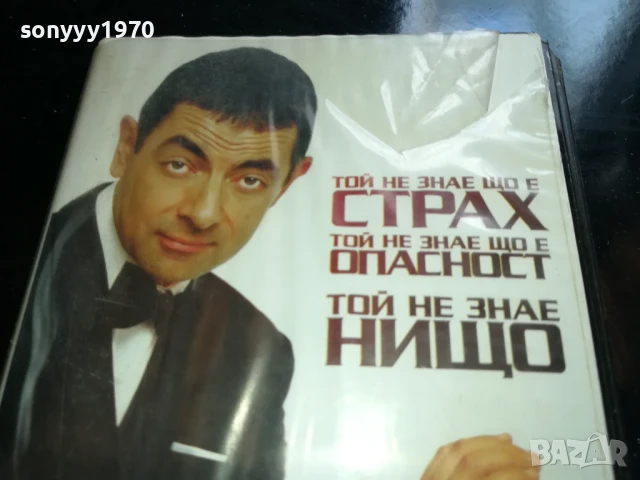 sonyyy1970
ТОЙ НЕ ЗНАЕ ЩО Е
СТРАХ
ТОЙ НЕ ЗНАЕ ЩО Е
ОПАСНОСТ
ТОЙ НЕ ЗНАЕ
НИЩО
BAZAR